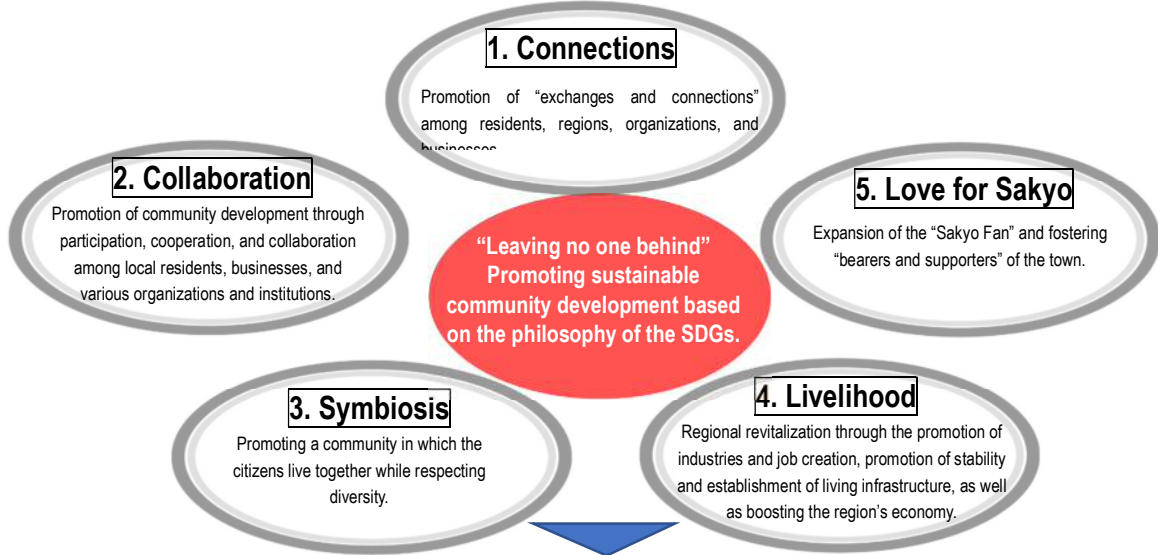 1. Connections
Promotion of “exchanges and connections”
among residents, regions, organizations, and
businesses
2. Collaboration
Promotion of community development through
participation, cooperation, and collaboration
among local residents, businesses, and
various organizations and institutions.
5. Love for Sakyo
Expansion of the “Sakyo Fan” and fostering
“bearers and supporters” of the town.
“Leaving no one behind”
Promoting sustainable
community development based
on the philosophy of the SDGs.
3. Symbiosis
Promoting a community in which the
citizens live together while respecting
diversity.
4. Livelihood
Regional revitalization through the promotion of
industries and job creation, promotion of stability
and establishment of living infrastructure, as well
as boosting the region’s economy.